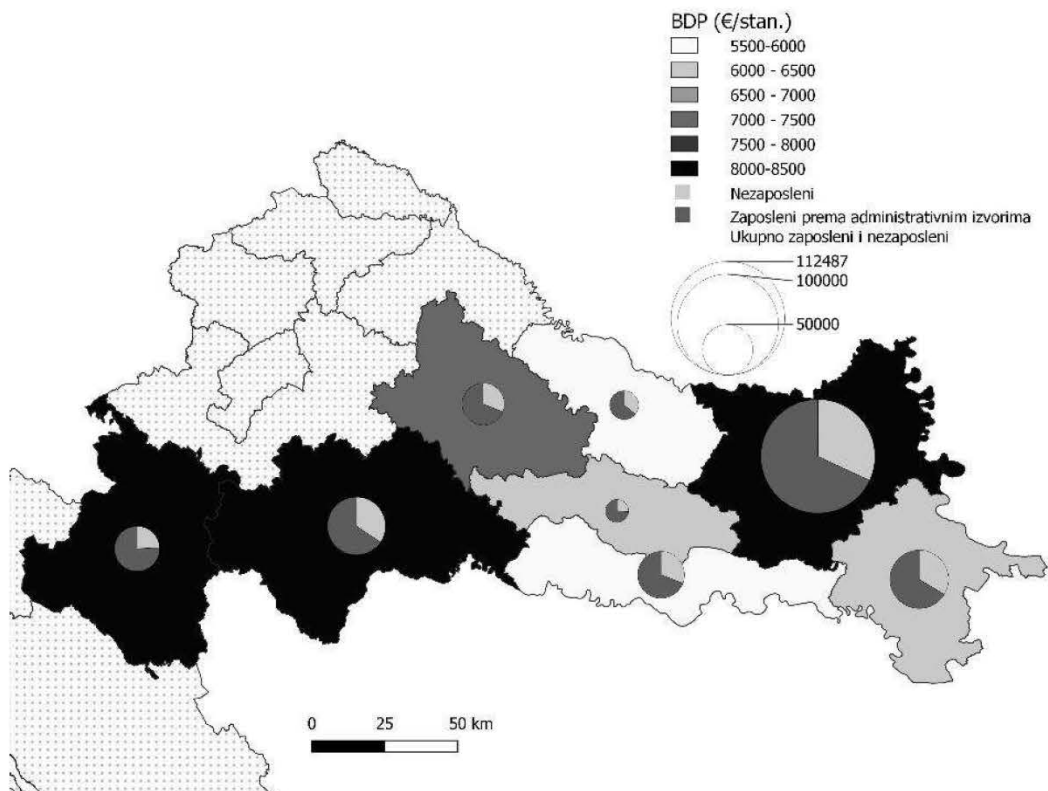 BDP (€/stan.)
5500-6000
6000 - 6500
6500 - 7000
7000 - 7500
7500 - 8000
8000-8500
Nezaposleni
Zaposleni prema administrativnim izvorima
Ukupno zaposleni i nezaposleni
112487
100000
50000
0 25 50 km